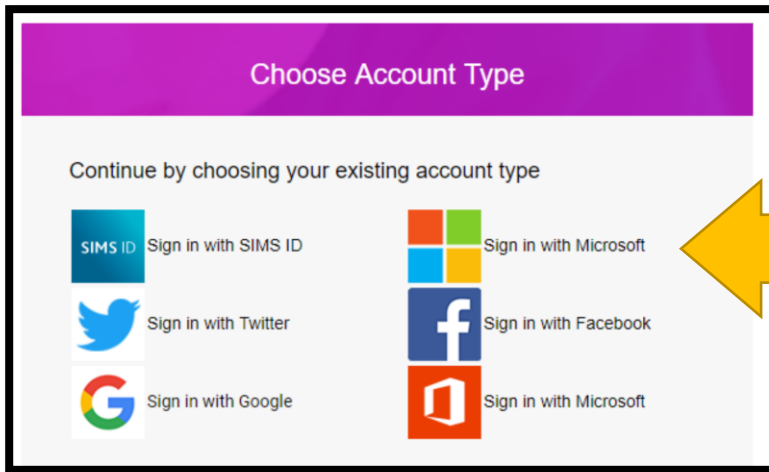 Choose Account Type
Continue by choosing your existing account type
SIMS ID Sign in with SIMS ID
Sign in with Microsoft
Sign in with Twitter
Sign in with Facebook
Sign in with Google
Sign in with Microsoft